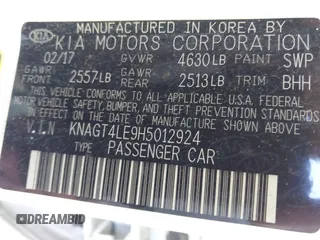 MANUFACTURED IN KOREA BY
KIA KIA MOTORS CORPORATION
02/17 GVWR 4630LB PAINT SWP
GAWR FRONT 2557LB GAWR REAR 2513LB TRIM BHH
THIS VEHICLE CONFORMS TO ALL APPLICABLE U.S.A. FEDERAL
MOTOR VEHICLE SAFETY, BUMPER, AND THEFT PREVENTION STANDARDS
IN EFFECT ON THE DATE OF MANUFACTURE SHOWN ABOVE.
V.I.N KNAGT4LE9H5012924
TYPE PASSENGER CAR
DREAMBID